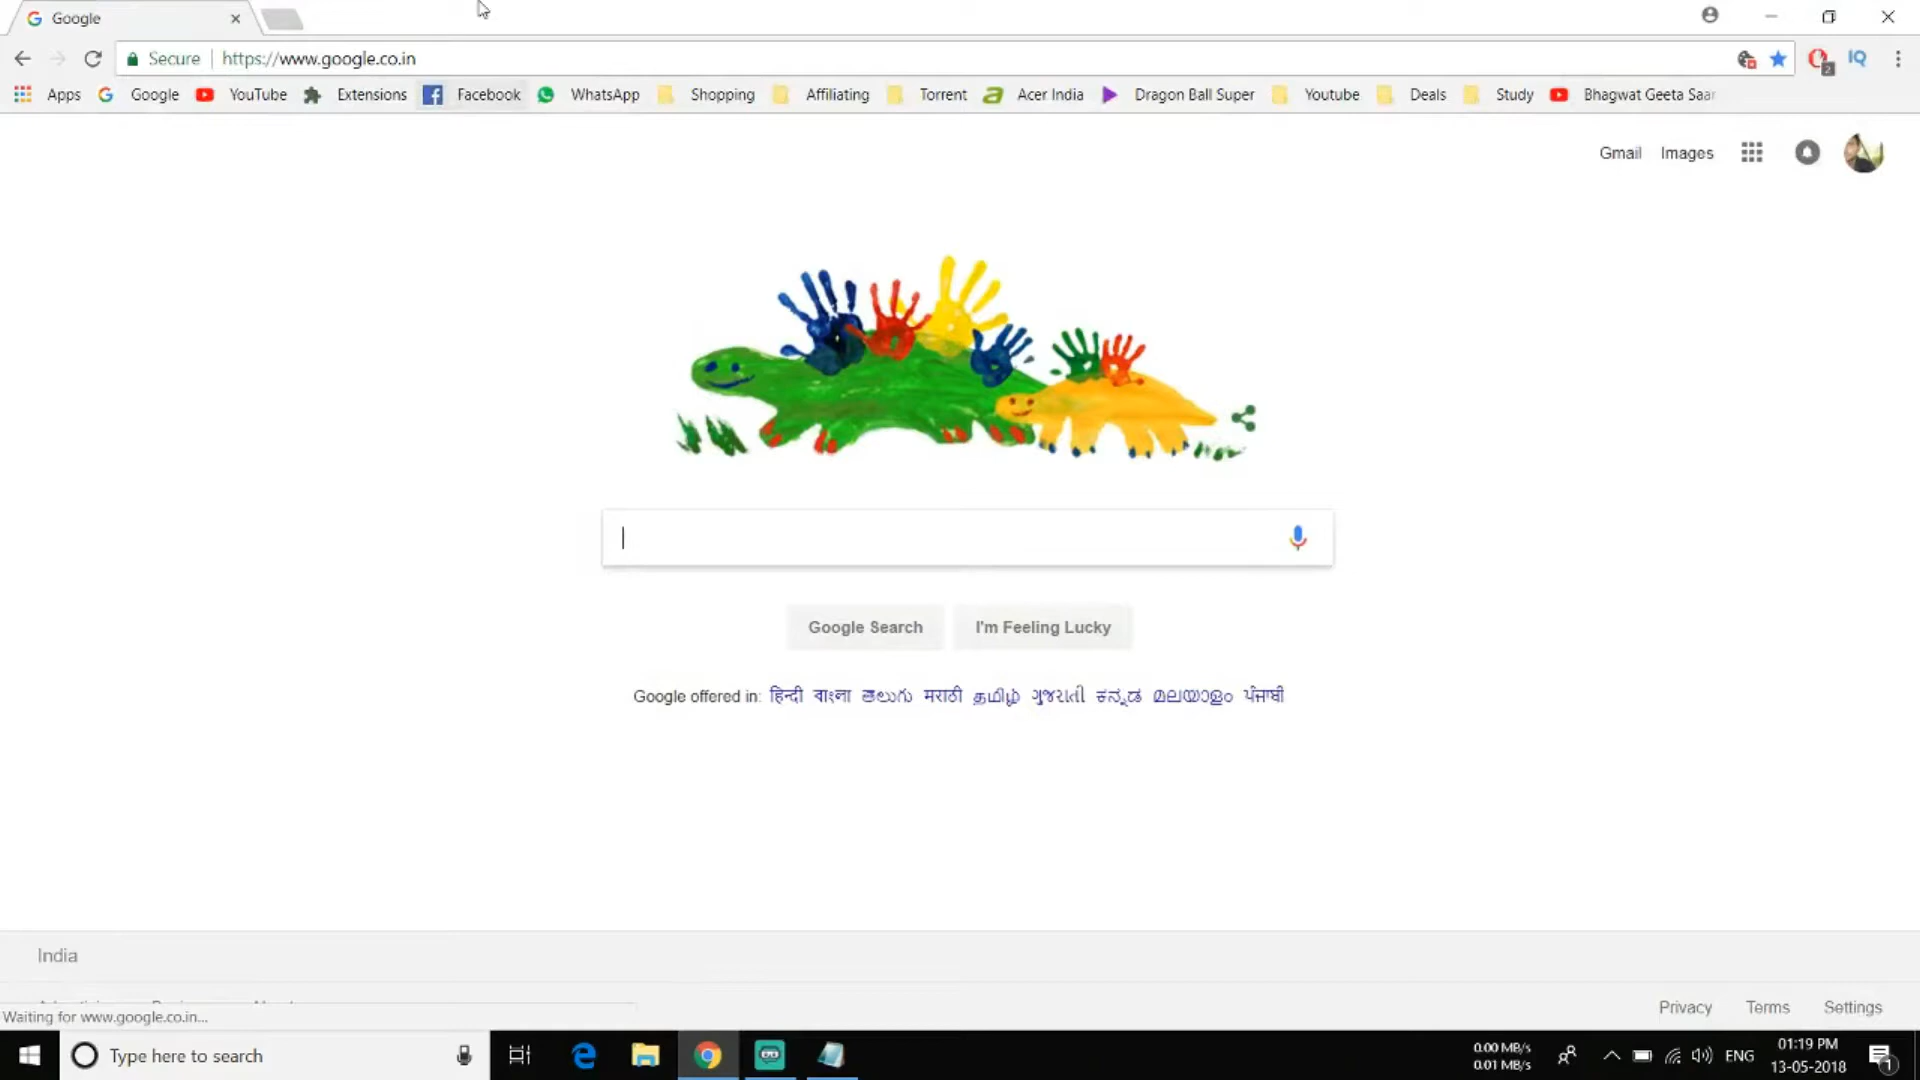 Google
Secure https://www.google.co.in
IQ
2
Apps Google YouTube Extensions Facebook WhatsApp Shopping Affiliating Torrent Acer India Dragon Ball Super Youtube Deals Study Bhagwat Geeta Saar
Gmail Images
Google Search I'm Feeling Lucky
Google offered in: हिन्दी বাংলা తెలుగు मराठी தமிழ் ગુજરાતી ಕನ್ನಡ മലയാളം ਪੰਜਾਬੀ
India
Privacy Terms Settings
Waiting for www.google.co.in...
Type here to search
0.00 MB/s
0.01 MB/s
ENG
01:19 PM
13-05-2018
1